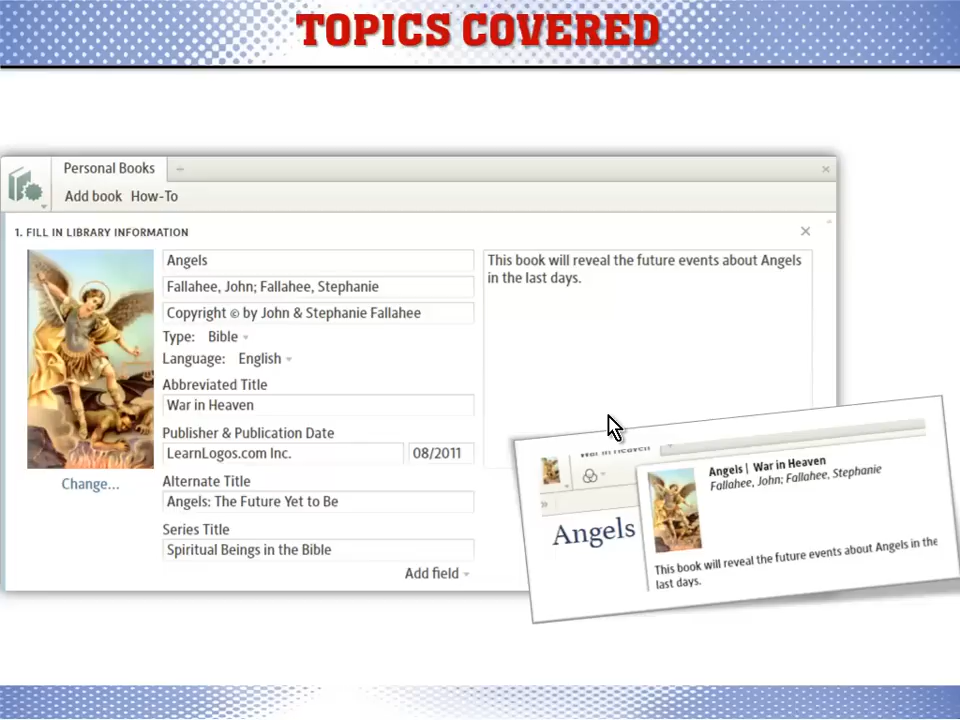 TOPICS COVERED
Personal Books
Add book How-To
1. FILL IN LIBRARY INFORMATION
Angels
Fallahee, John; Fallahee, Stephanie
Copyright © by John & Stephanie Fallahee
Type: Bible
Language: English
Abbreviated Title
War in Heaven
Publisher & Publication Date
LearnLogos.com Inc. 08/2011
Alternate Title
Angels: The Future Yet to Be
Series Title
Spiritual Beings in the Bible
Add field
Change...
This book will reveal the future events about Angels
in the last days.
War in Heaven
Angels
Angels | War in Heaven
Fallahee, John; Fallahee, Stephanie
This book will reveal the future events about Angels in the
last days.